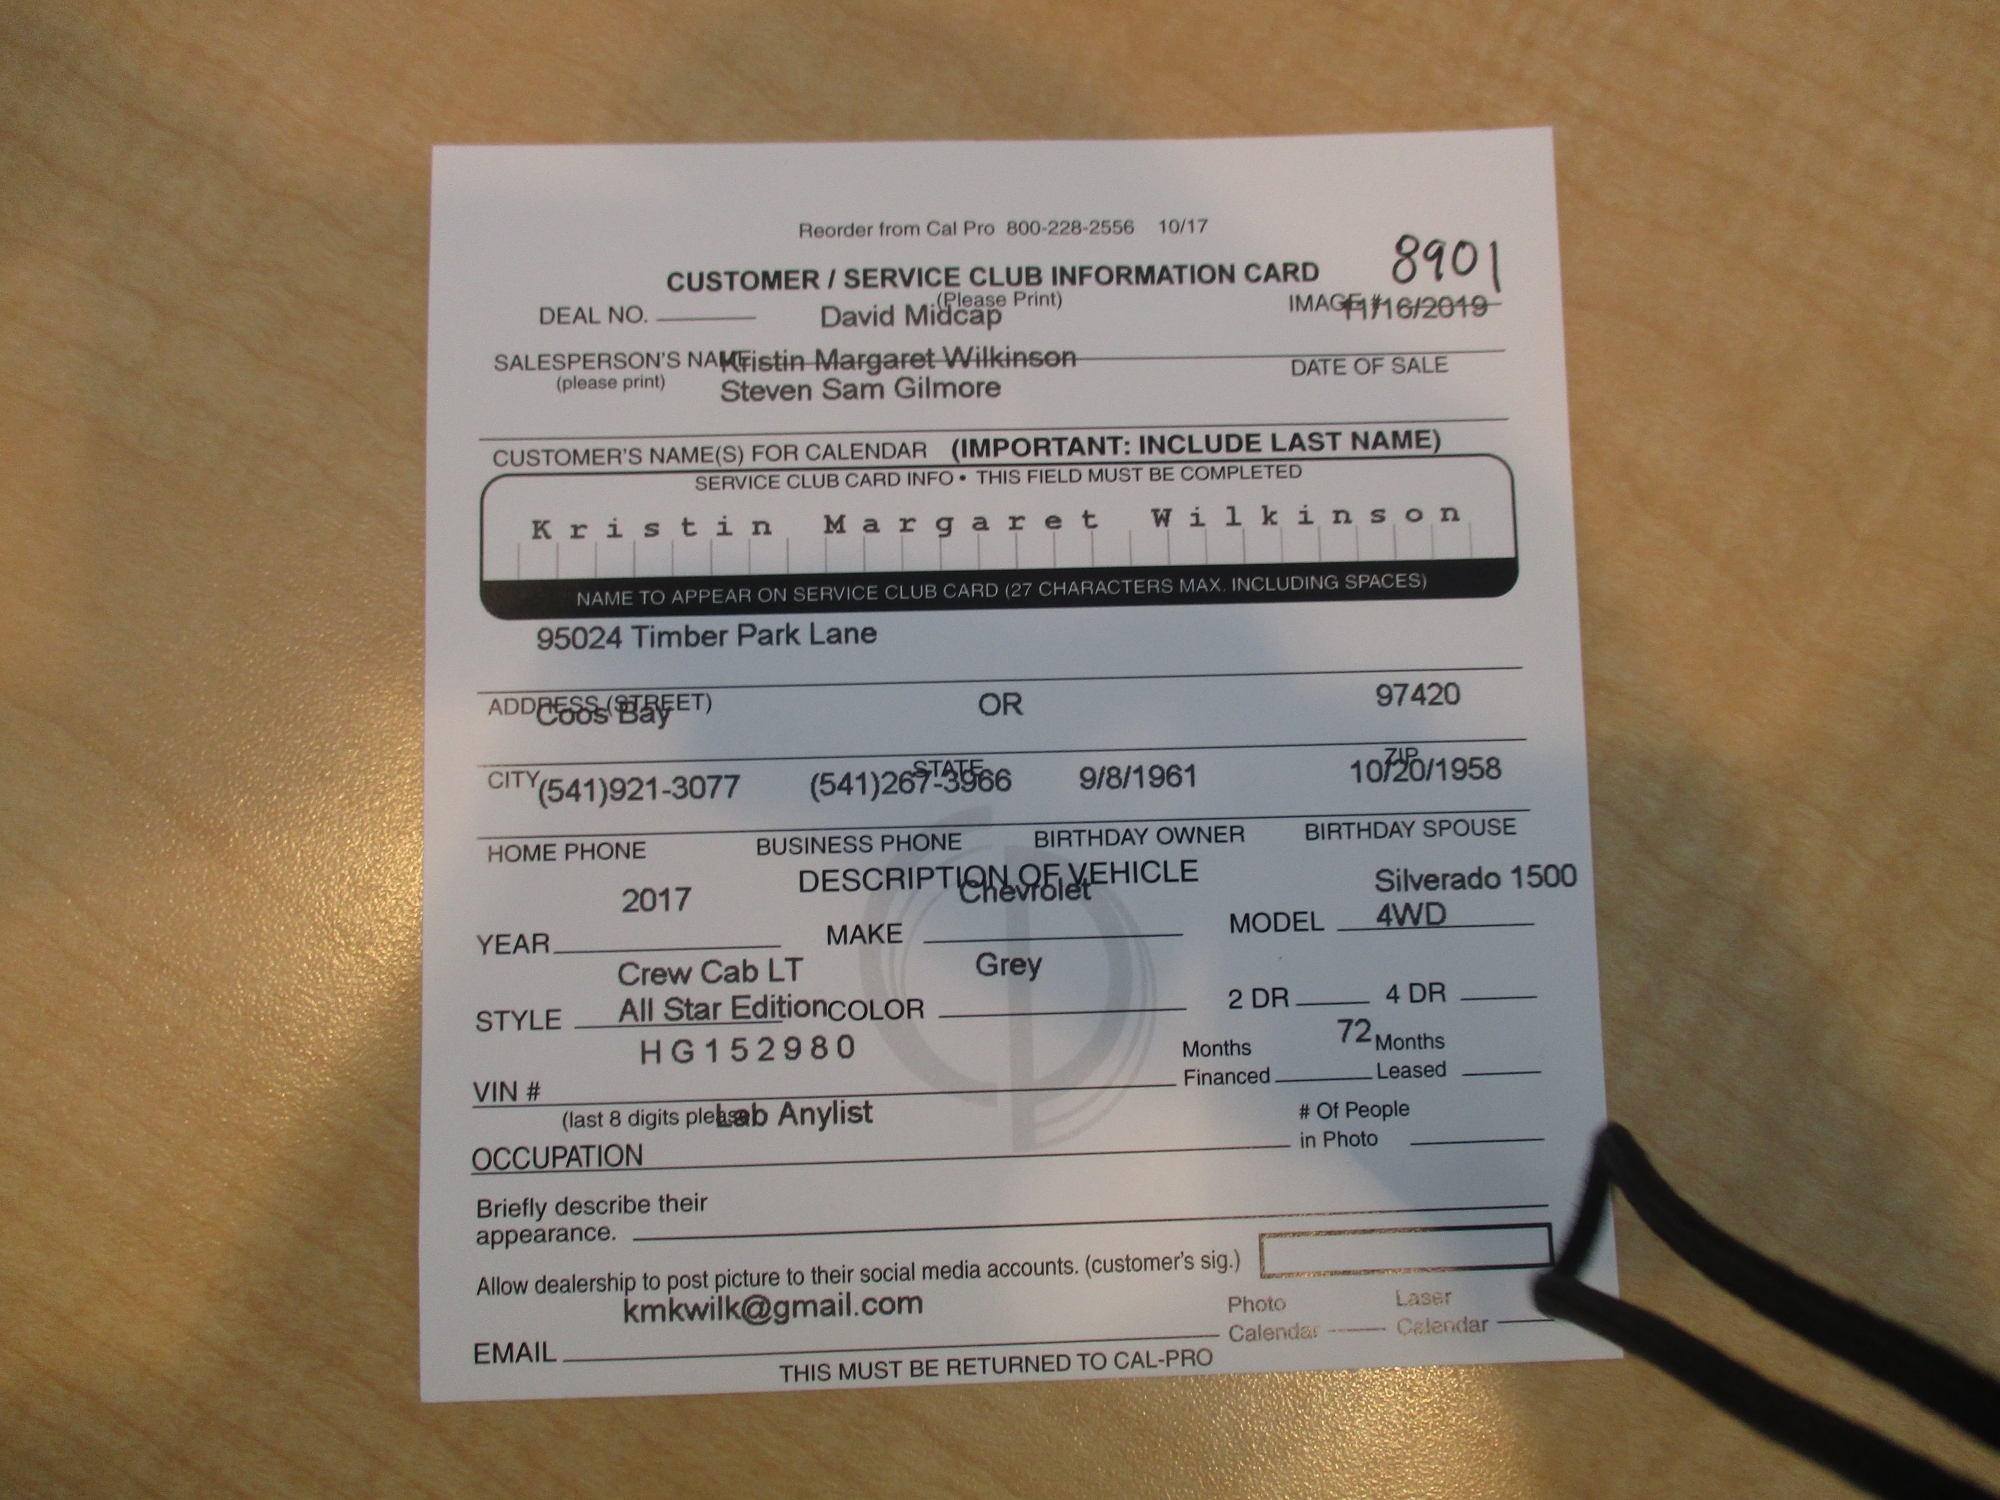 Reorder from Cal Pro 800-228-2556 10/17
8901
CUSTOMER / SERVICE CLUB INFORMATION CARD
(Please Print)
DEAL NO. David Midcap IMAGE # 11/16/2019
SALESPERSON'S NAME Kristin Margaret Wilkinson DATE OF SALE
(please print) Steven Sam Gilmore
CUSTOMER'S NAME(S) FOR CALENDAR (IMPORTANT: INCLUDE LAST NAME)
SERVICE CLUB CARD INFO • THIS FIELD MUST BE COMPLETED
Kristin Margaret Wilkinson
NAME TO APPEAR ON SERVICE CLUB CARD (27 CHARACTERS MAX. INCLUDING SPACES)
95024 Timber Park Lane
ADDRESS (STREET)
Coos Bay OR 97420
CITY STATE ZIP
(541)921-3077 (541)267-3966 9/8/1961 10/20/1958
HOME PHONE BUSINESS PHONE BIRTHDAY OWNER BIRTHDAY SPOUSE
DESCRIPTION OF VEHICLE
2017 Chevrolet Silverado 1500
YEAR MAKE MODEL 4WD
Crew Cab LT Grey
STYLE All Star Edition COLOR 2 DR 4 DR
HG152980 Months 72 Months
VIN # Financed Leased
(last 8 digits please) Lab Anylist # Of People
OCCUPATION in Photo
Briefly describe their
appearance.
Allow dealership to post picture to their social media accounts. (customer's sig.)
kmkwilk@gmail.com Photo Laser
EMAIL Calendar Calendar
THIS MUST BE RETURNED TO CAL-PRO